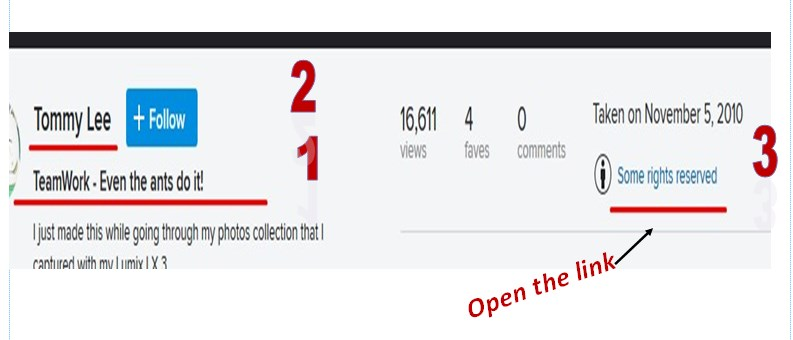 2
Tommy Lee + Follow
1
TeamWork - Even the ants do it!
I just made this while going through my photos collection that I
captured with my Lumix LX 3
16,611 4 0
views faves comments
Taken on November 5, 2010
3
Some rights reserved
Open the link